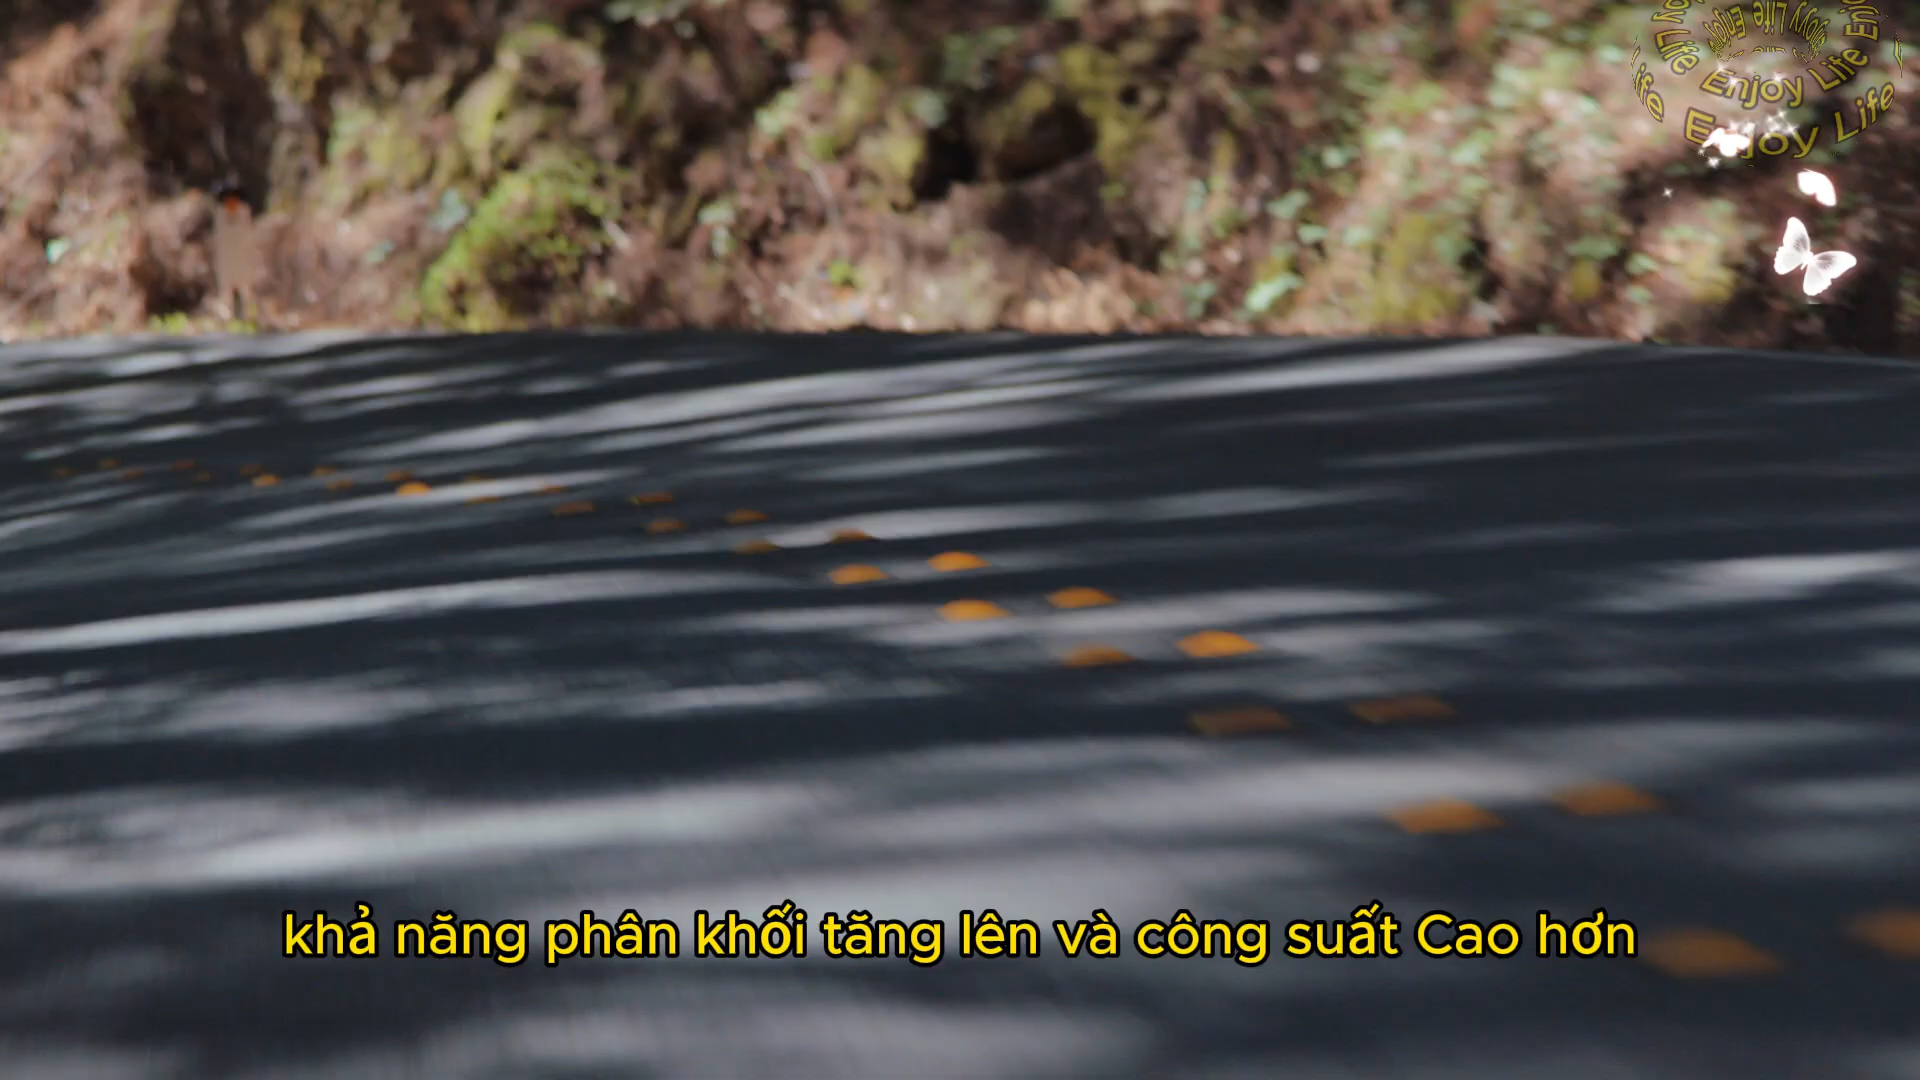 Enjoy Life
Enjoy Life
khả năng phân khối tăng lên và công suất Cao hơn